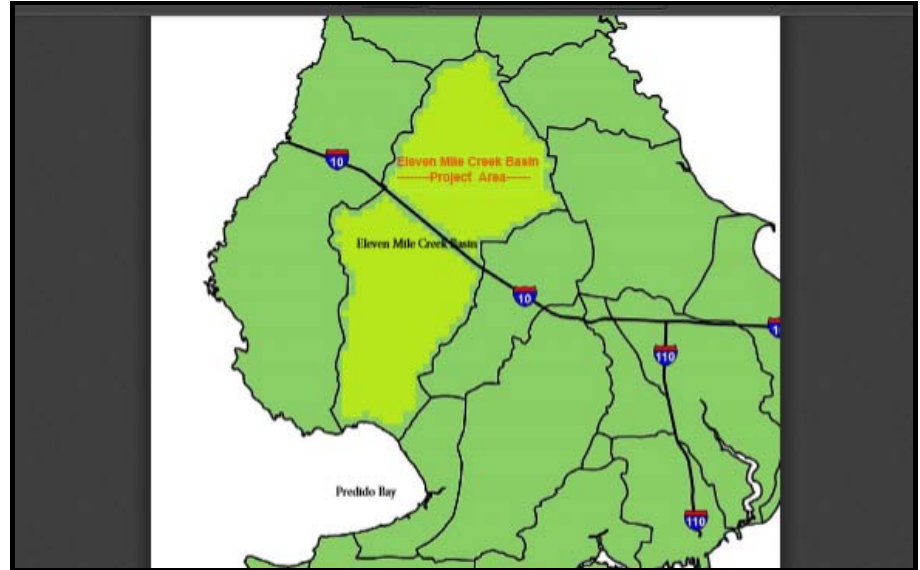 10
Eleven Mile Creek Basin
--------Project Area------
Eleven Mile Creek Basin
10
110
Predido Bay
110